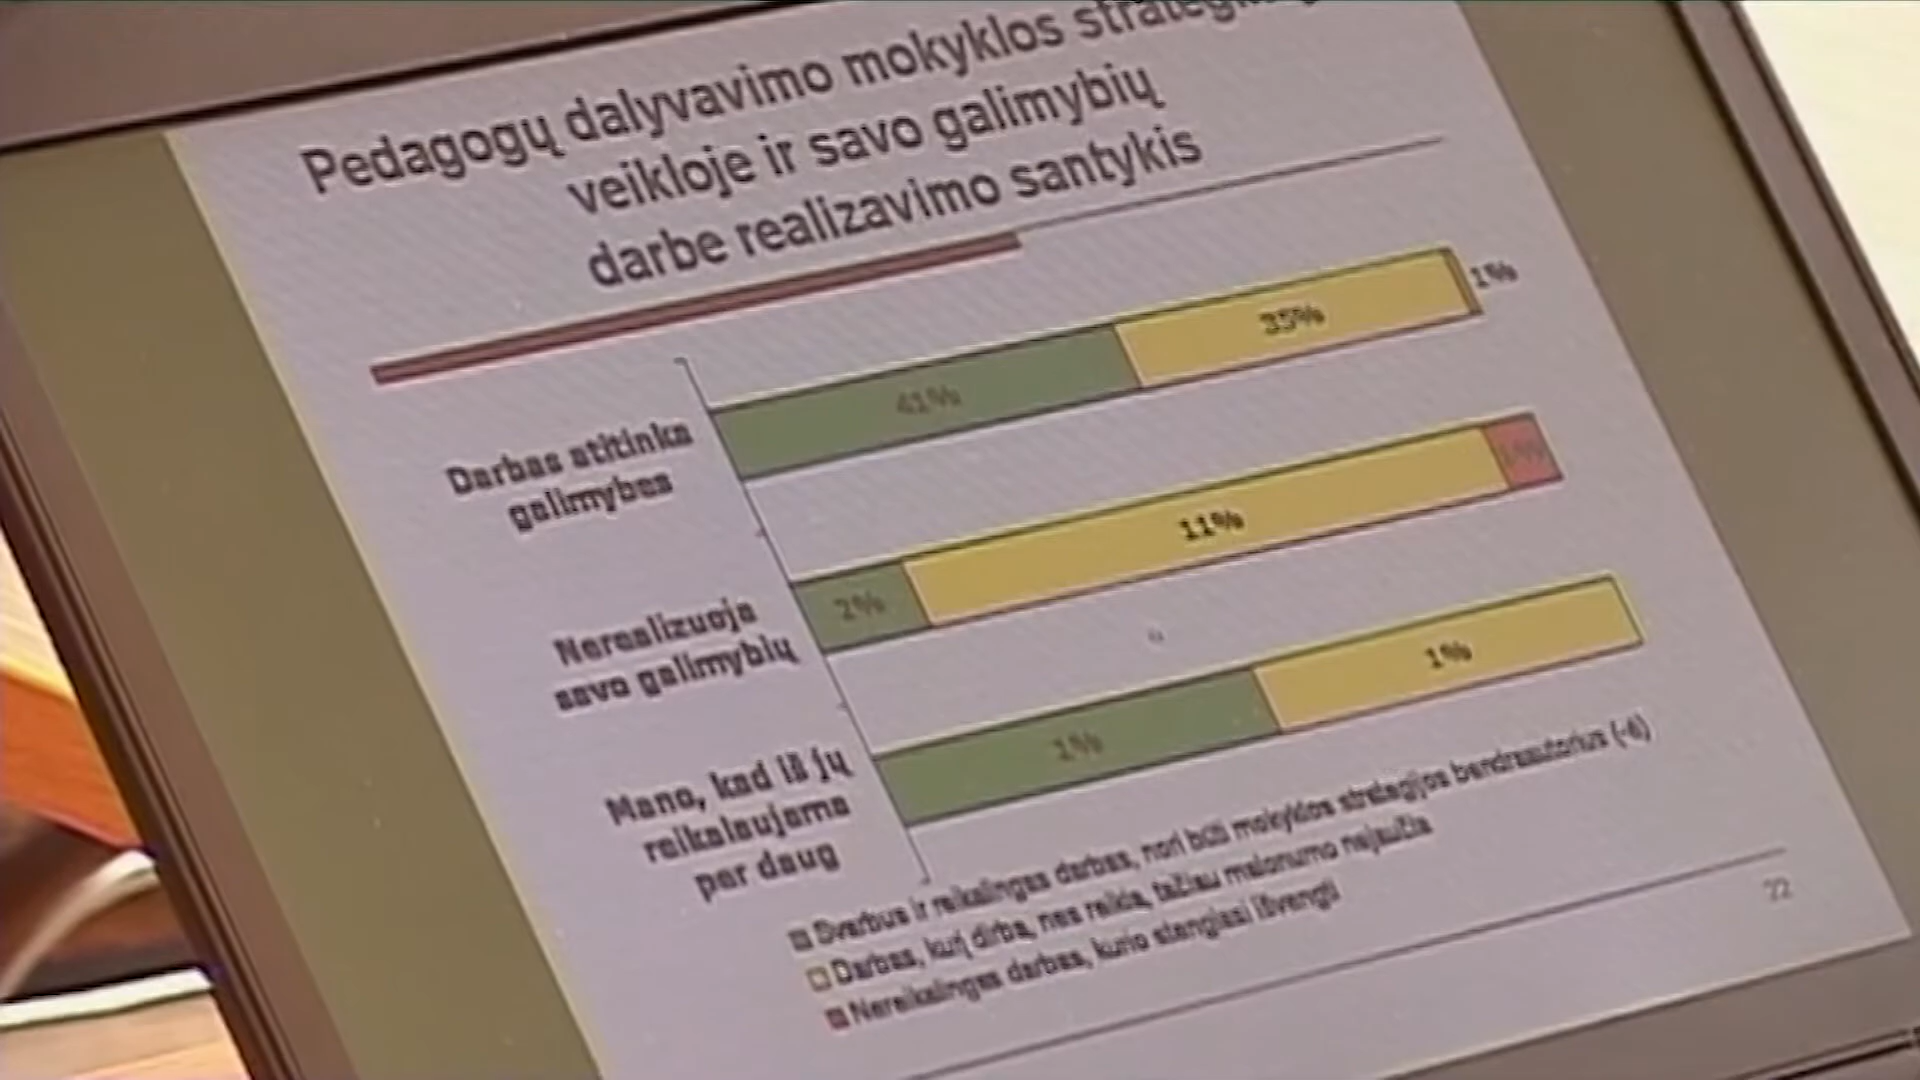 Pedagogų dalyvavimo mokyklos
veikloje ir savo galimybių
darbe realizavimo santykis
41%
35%
1%
Darbas atitinka
galimybes
2%
11%
1%
Nerealizuoja
savo galimybių
1%
1%
Mano, kad iš jų
reikalaujama
per daug
Svarbus ir reikalingas darbas, nori būti mokyklos strategijos bendraautorius (-ė)
Darbas, kurį dirba, nes reikia, tačiau malonumo nejaučia
Nereikalingas darbas, kurio stengiasi išvengti
22